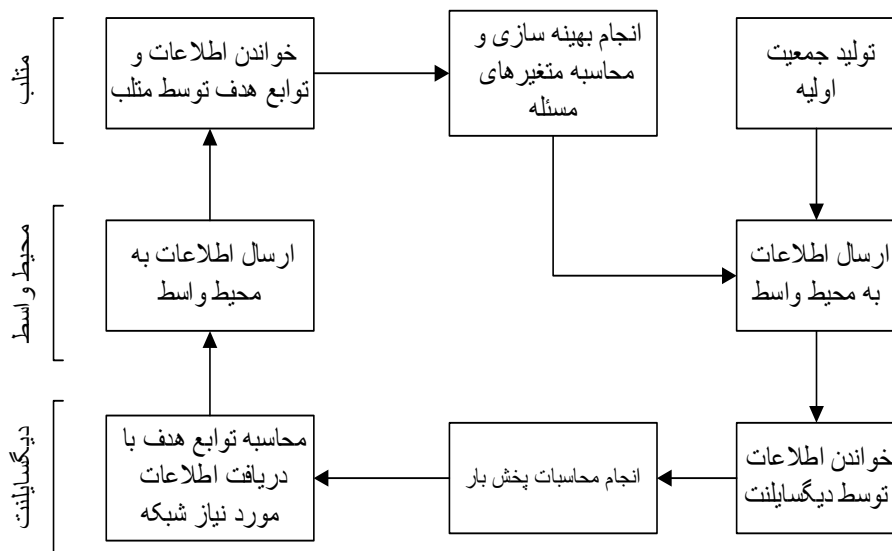 تولید جمعیت
اولیه
انجام بهینه سازی و
محاسبه متغیرهای
مسئله
خواندن اطلاعات و
توابع هدف توسط متلب
متلب
ارسال اطلاعات
به محیط واسط
ارسال اطلاعات به
محیط واسط
محیط واسط
خواندن اطلاعات
توسط دیگسایلنت
انجام محاسبات پخش بار
محاسبه توابع هدف با
دریافت اطلاعات
مورد نیاز شبکه
دیگسایلنت